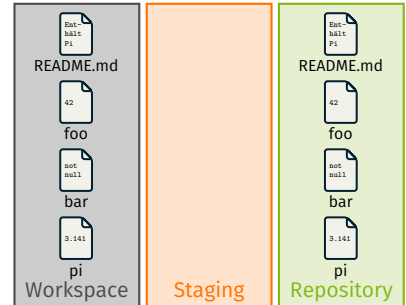 Ent-
hält
Pi
README.md
42
foo
not
null
bar
3.141
pi
Workspace
Staging
Ent-
hält
Pi
README.md
42
foo
not
null
bar
3.141
pi
Repository